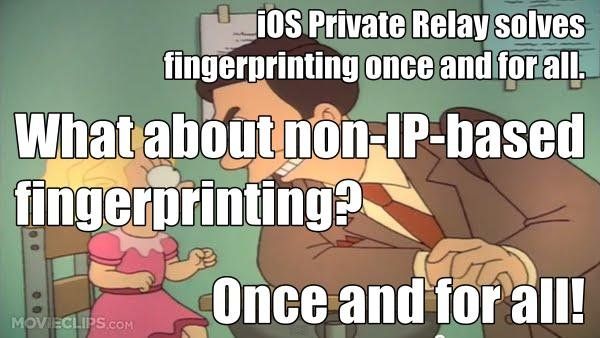 iOS Private Relay solves
fingerprinting once and for all.
What about non-IP-based
fingerprinting?
Once and for all!
MOVIECLIPS.COM